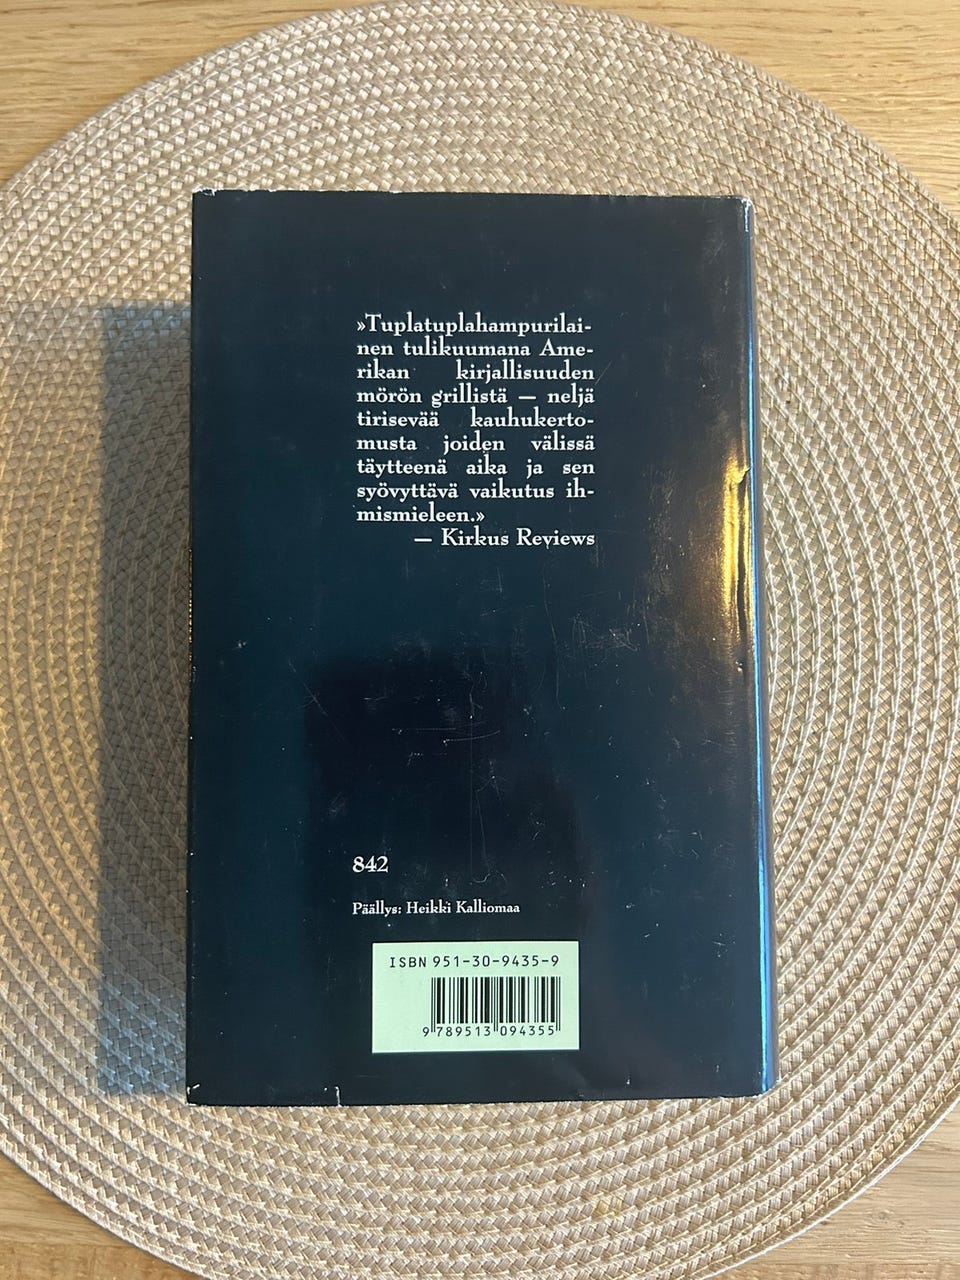 »Tuplatuplahampurilai-
nen tulikuumana Ame-
rikan kirjallisuuden
mörön grillistä — neljä
tirisevää kauhukerto-
musta joiden välissä
täytteenä aika ja sen
syövyttävä vaikutus ih-
mismieleen.»
— Kirkus Reviews
842
Päällys: Heikki Kalliomaa
ISBN 951-30-9435-9
9 789513 094355